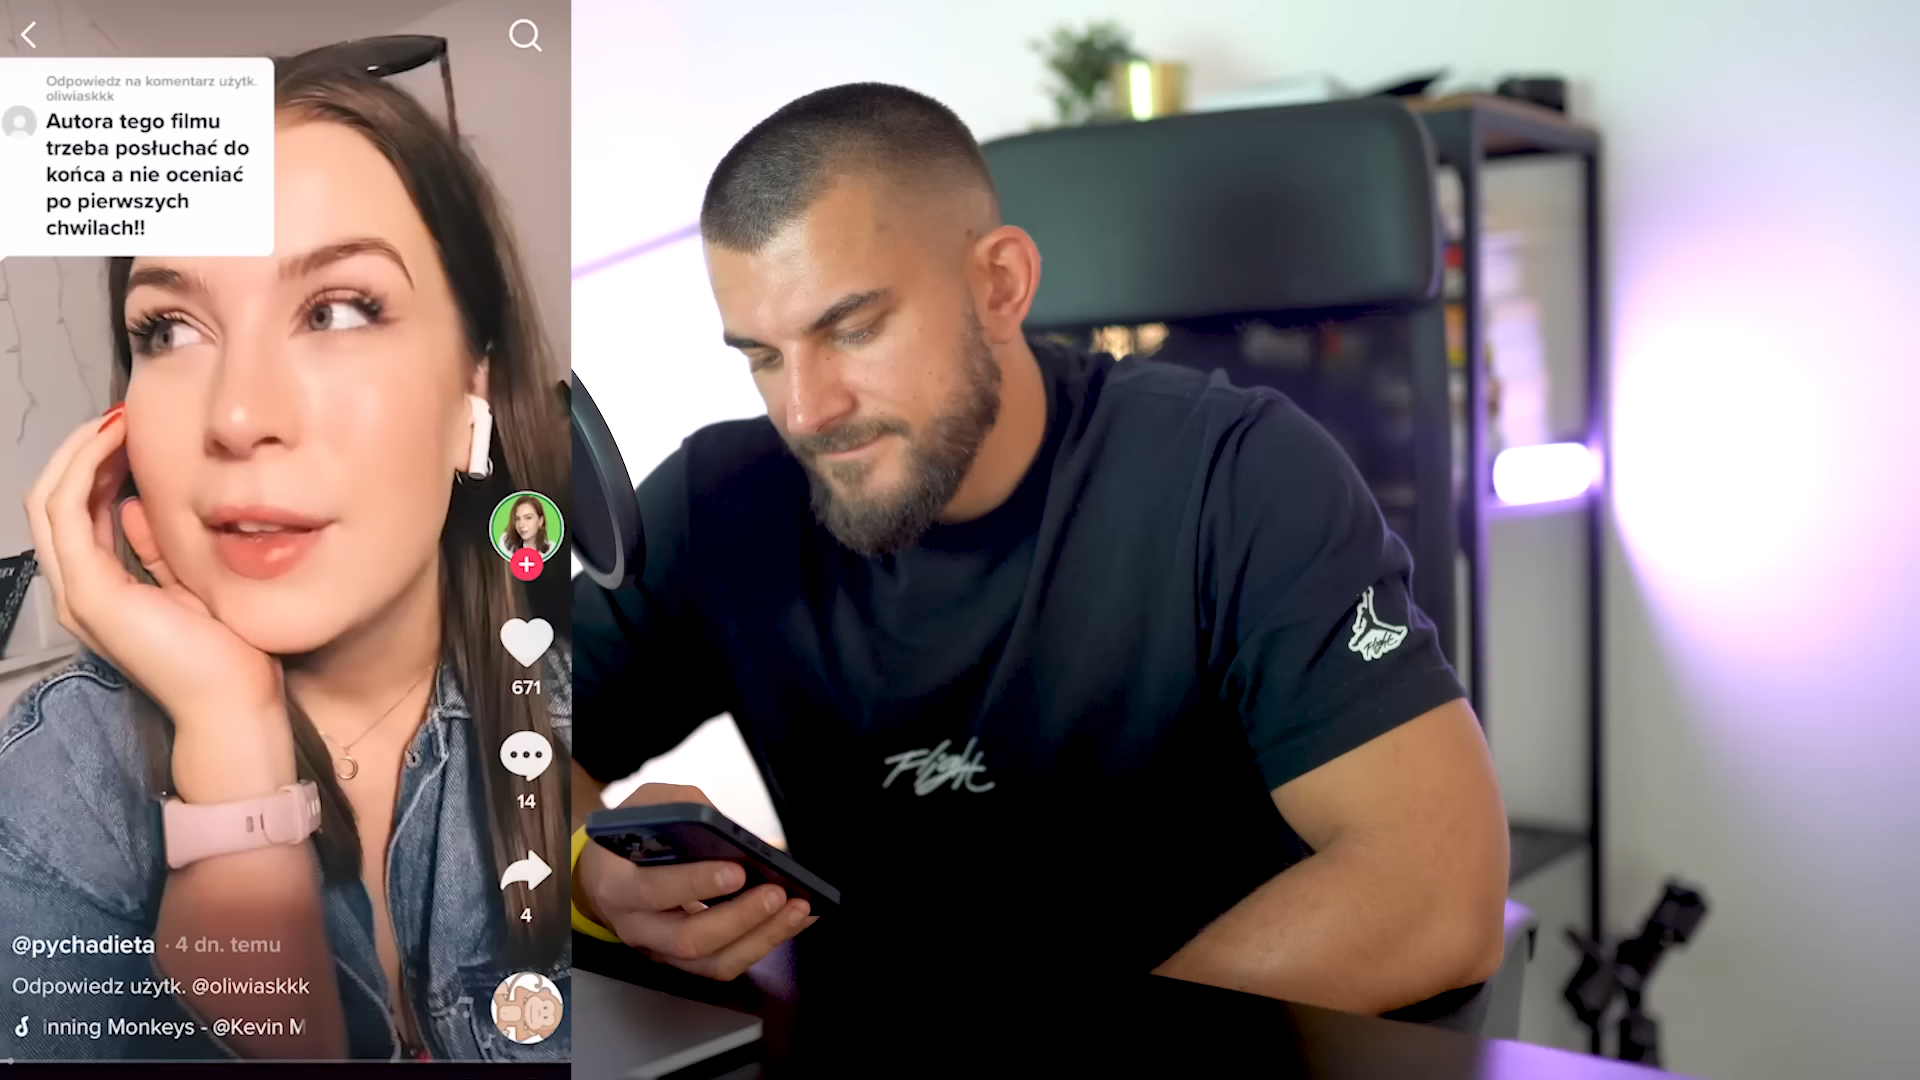 Odpowiedz na komentarz użytk.
oliwiaskkk
Autora tego filmu
trzeba posłuchać do
końca a nie oceniać
po pierwszych
chwilach!!
671
14
4
@pychadieta · 4 dn. temu
Odpowiedz użytk. @oliwiaskkk
inning Monkeys - @Kevin M
Flight
Flight